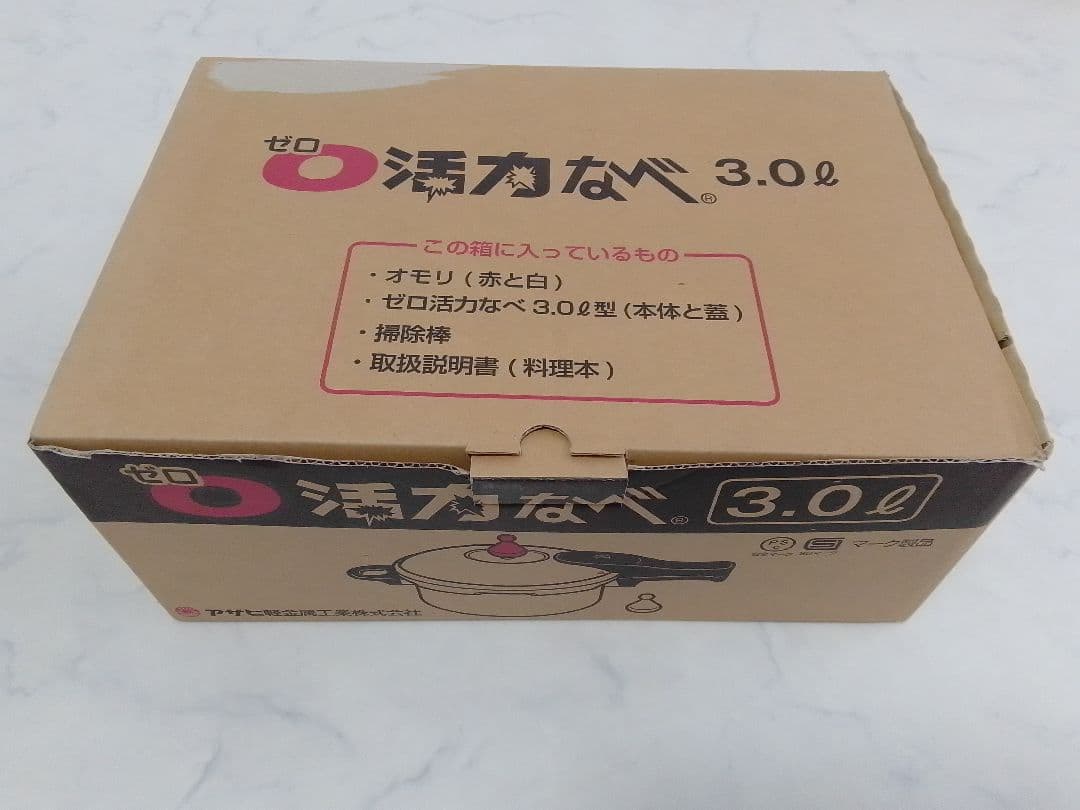 ゼロ
0 活力なべ® 3.0ℓ
この箱に入っているもの
・オモリ(赤と白)
・ゼロ活力なべ 3.0ℓ型(本体と蓋)
・掃除棒
・取扱説明書(料理本)
ゼロ
0 活力なべ® 3.0ℓ
PS C マーク製品
アサヒ軽金属工業株式会社